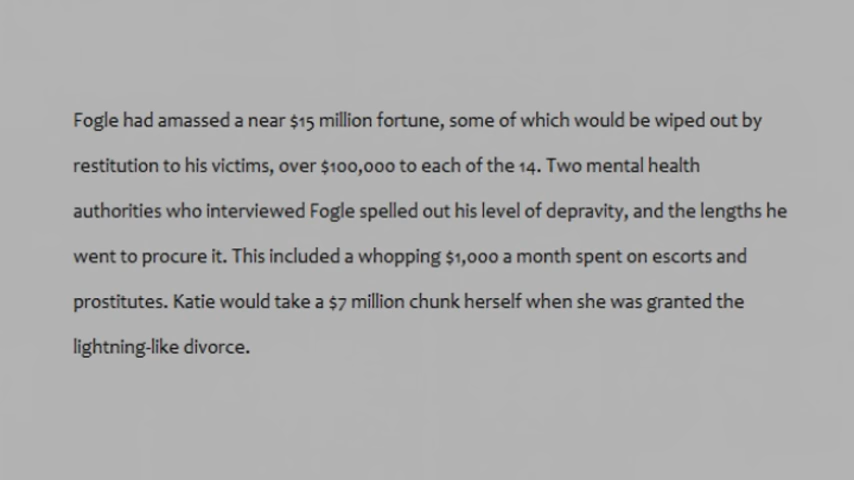 Fogle had amassed a near $15 million fortune, some of which would be wiped out by
restitution to his victims, over $100,000 to each of the 14. Two mental health
authorities who interviewed Fogle spelled out his level of depravity, and the lengths he
went to procure it. This included a whopping $1,000 a month spent on escorts and
prostitutes. Katie would take a $7 million chunk herself when she was granted the
lightning-like divorce.